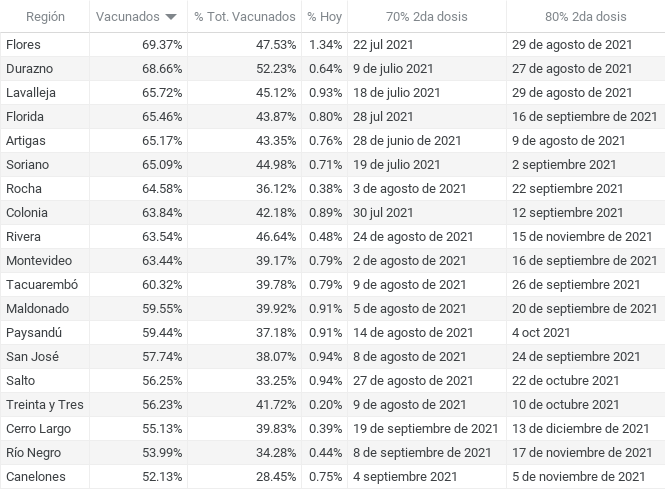 Región Vacunados % Tot. Vacunados % Hoy 70% 2da dosis 80% 2da dosis
Flores 69.37% 47.53% 1.34% 22 jul 2021 29 de agosto de 2021
Durazno 68.66% 52.23% 0.64% 9 de julio 2021 27 de agosto de 2021
Lavalleja 65.72% 45.12% 0.93% 18 de julio 2021 29 de agosto de 2021
Florida 65.46% 43.87% 0.80% 28 jul 2021 16 de septiembre de 2021
Artigas 65.17% 43.35% 0.76% 28 de junio de 2021 9 de agosto de 2021
Soriano 65.09% 44.98% 0.71% 19 de julio 2021 2 septiembre 2021
Rocha 64.58% 36.12% 0.38% 3 de agosto de 2021 22 septiembre 2021
Colonia 63.84% 42.18% 0.89% 30 jul 2021 12 septiembre 2021
Rivera 63.54% 46.64% 0.48% 24 de agosto de 2021 15 de noviembre de 2021
Montevideo 63.44% 39.17% 0.79% 2 de agosto de 2021 16 de septiembre de 2021
Tacuarembó 60.32% 39.78% 0.79% 9 de agosto de 2021 26 de septiembre de 2021
Maldonado 59.55% 39.92% 0.91% 5 de agosto de 2021 20 de septiembre de 2021
Paysandú 59.44% 37.18% 0.91% 14 de agosto de 2021 4 oct 2021
San José 57.74% 38.07% 0.94% 8 de agosto de 2021 24 de septiembre de 2021
Salto 56.25% 33.25% 0.94% 27 de agosto de 2021 22 de octubre de 2021
Treinta y Tres 56.23% 41.72% 0.20% 9 de agosto de 2021 10 de octubre de 2021
Cerro Largo 55.13% 39.83% 0.39% 19 de septiembre de 2021 13 de diciembre de 2021
Río Negro 53.99% 34.28% 0.44% 8 de septiembre de 2021 17 de noviembre de 2021
Canelones 52.13% 28.45% 0.75% 4 septiembre 2021 5 de noviembre de 2021